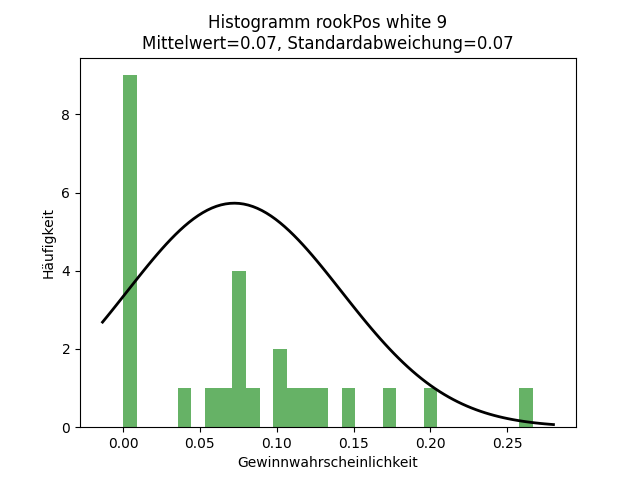 Histogramm rookPos white 9
Mittelwert=0.07, Standardabweichung=0.07
Häufigkeit
8
6
4
2
0
0.00 0.05 0.10 0.15 0.20 0.25
Gewinnwahrscheinlichkeit